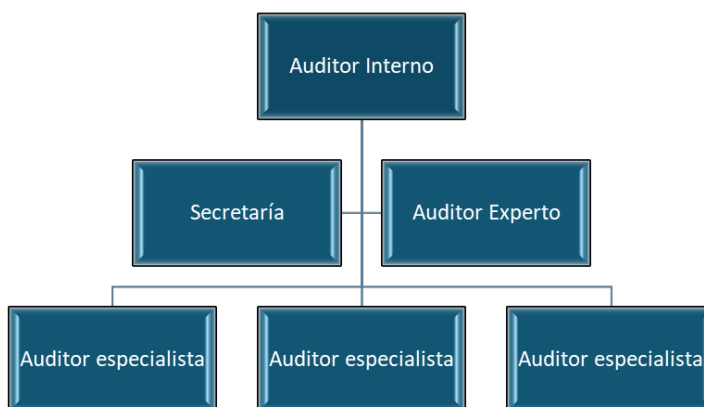 Auditor Interno
Secretaría
Auditor Experto
Auditor especialista
Auditor especialista
Auditor especialista